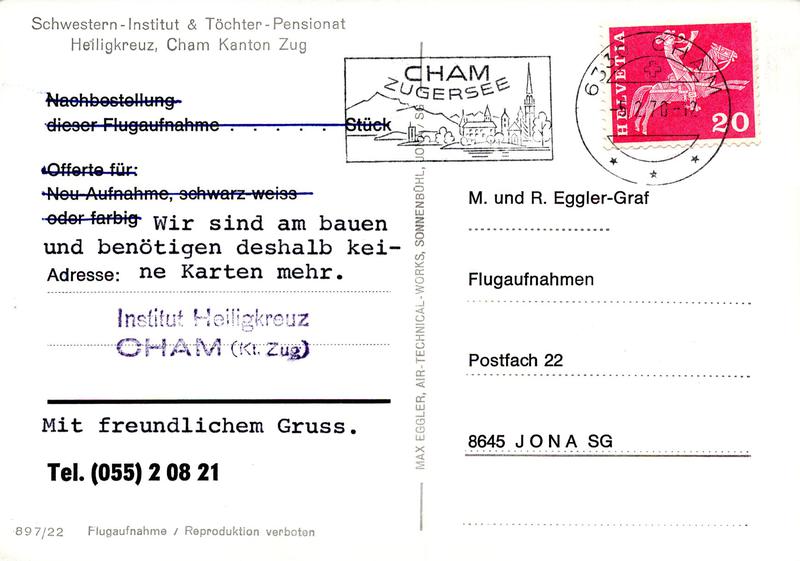 Schwestern-Institut & Töchter-Pensionat
Heiligkreuz, Cham Kanton Zug
Nachbestellung
dieser Flugaufnahme . . . . . Stück
Offerte für:
Neu-Aufnahme, schwarz-weiss
oder farbig Wir sind am bauen
und benötigen deshalb kei-
Adresse: ne Karten mehr.
Institut Heiligkreuz
CHAM (Kt. Zug)
Mit freundlichem Gruss.
Tel. (055) 2 08 21
897/22 Flugaufnahme / Reproduktion verboten
MAX EGGLER, AIR-TECHNICAL-WORKS, SONNENBÜHL, JONA SG
CHAM
ZUGERSEE
CHAM
HELVETIA
20
M. und R. Eggler-Graf
Flugaufnahmen
Postfach 22
8645 JONA SG